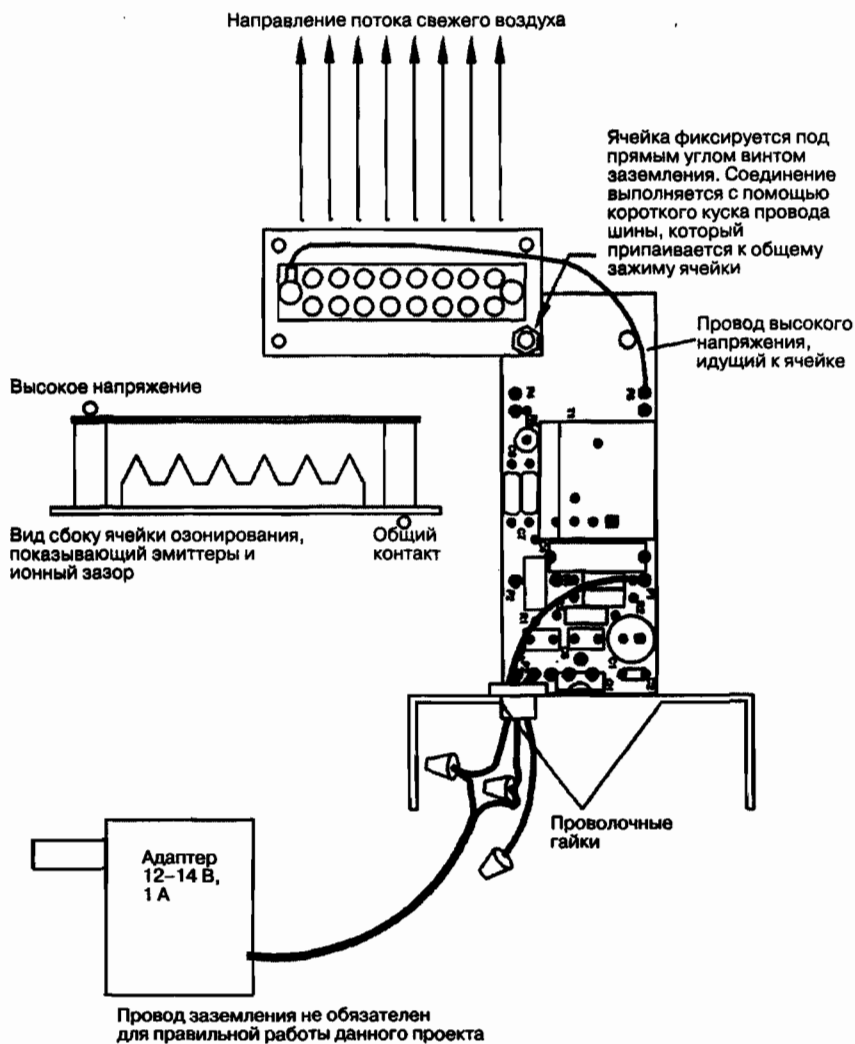 Направление потока свежего воздуха
Ячейка фиксируется под
прямым углом винтом
заземления. Соединение
выполняется с помощью
короткого куска провода
шины, который
припаивается к общему
зажиму ячейки
Провод высокого
напряжения,
идущий к ячейке
Высокое напряжение
Вид сбоку ячейки озонирования,
показывающий эмиттеры и
ионный зазор
Общий
контакт
Проволочные
гайки
Адаптер
12–14 В,
1 А
Провод заземления не обязателен
для правильной работы данного проекта